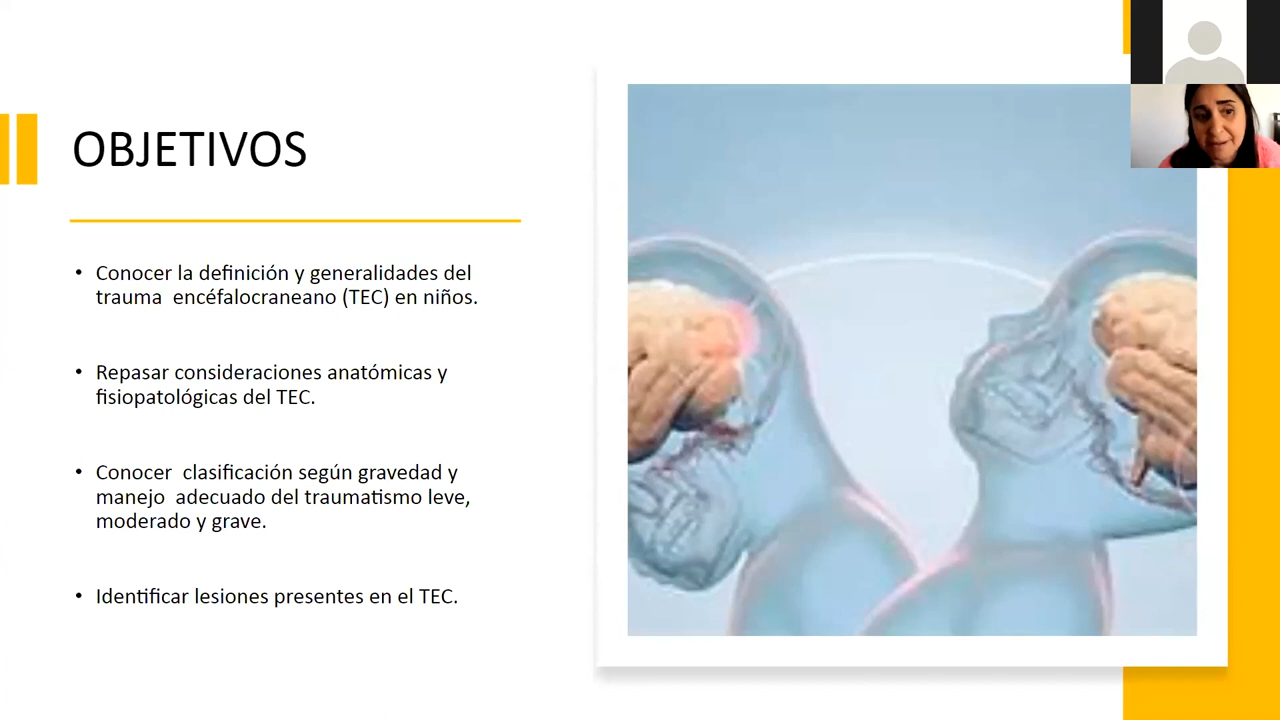 OBJETIVOS
• Conocer la definición y generalidades del
trauma  encéfalocraneano (TEC) en niños.
• Repasar consideraciones anatómicas y
fisiopatológicas del TEC.
• Conocer  clasificación según gravedad y
manejo  adecuado del traumatismo leve,
moderado y grave.
• Identificar lesiones presentes en el TEC.